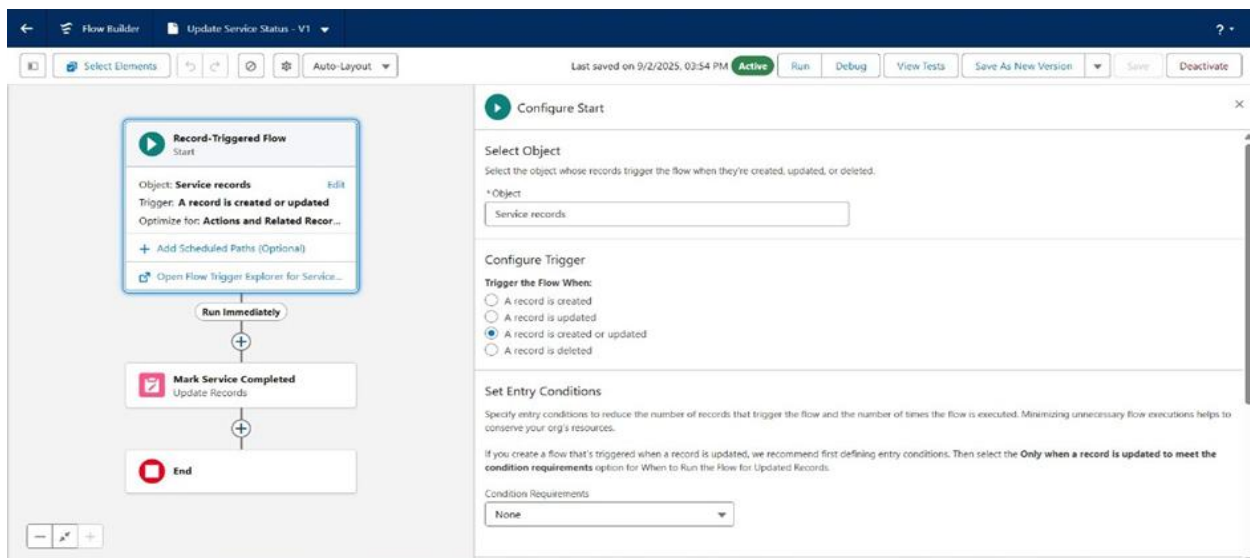 Flow Builder
Update Service Status - V1
?
Select Elements
Auto-Layout
Last saved on 9/2/2025, 03:54 PM
Active
Run
Debug
View Tests
Save As New Version
Save
Deactivate
Record-Triggered Flow
Start
Object: Service records
Edit
Trigger: A record is created or updated
Optimize for: Actions and Related Recor...
+ Add Scheduled Paths (Optional)
Open Flow Trigger Explorer for Service...
Run Immediately
Mark Service Completed
Update Records
End
Configure Start
Select Object
Select the object whose records trigger the flow when they're created, updated, or deleted.
* Object
Service records
Configure Trigger
Trigger the Flow When:
A record is created
A record is updated
A record is created or updated
A record is deleted
Set Entry Conditions
Specify entry conditions to reduce the number of records that trigger the flow and the number of times the flow is executed. Minimizing unnecessary flow executions helps to
conserve your org's resources.
If you create a flow that's triggered when a record is updated, we recommend first defining entry conditions. Then select the Only when a record is updated to meet the
condition requirements option for When to Run the Flow for Updated Records.
Condition Requirements
None